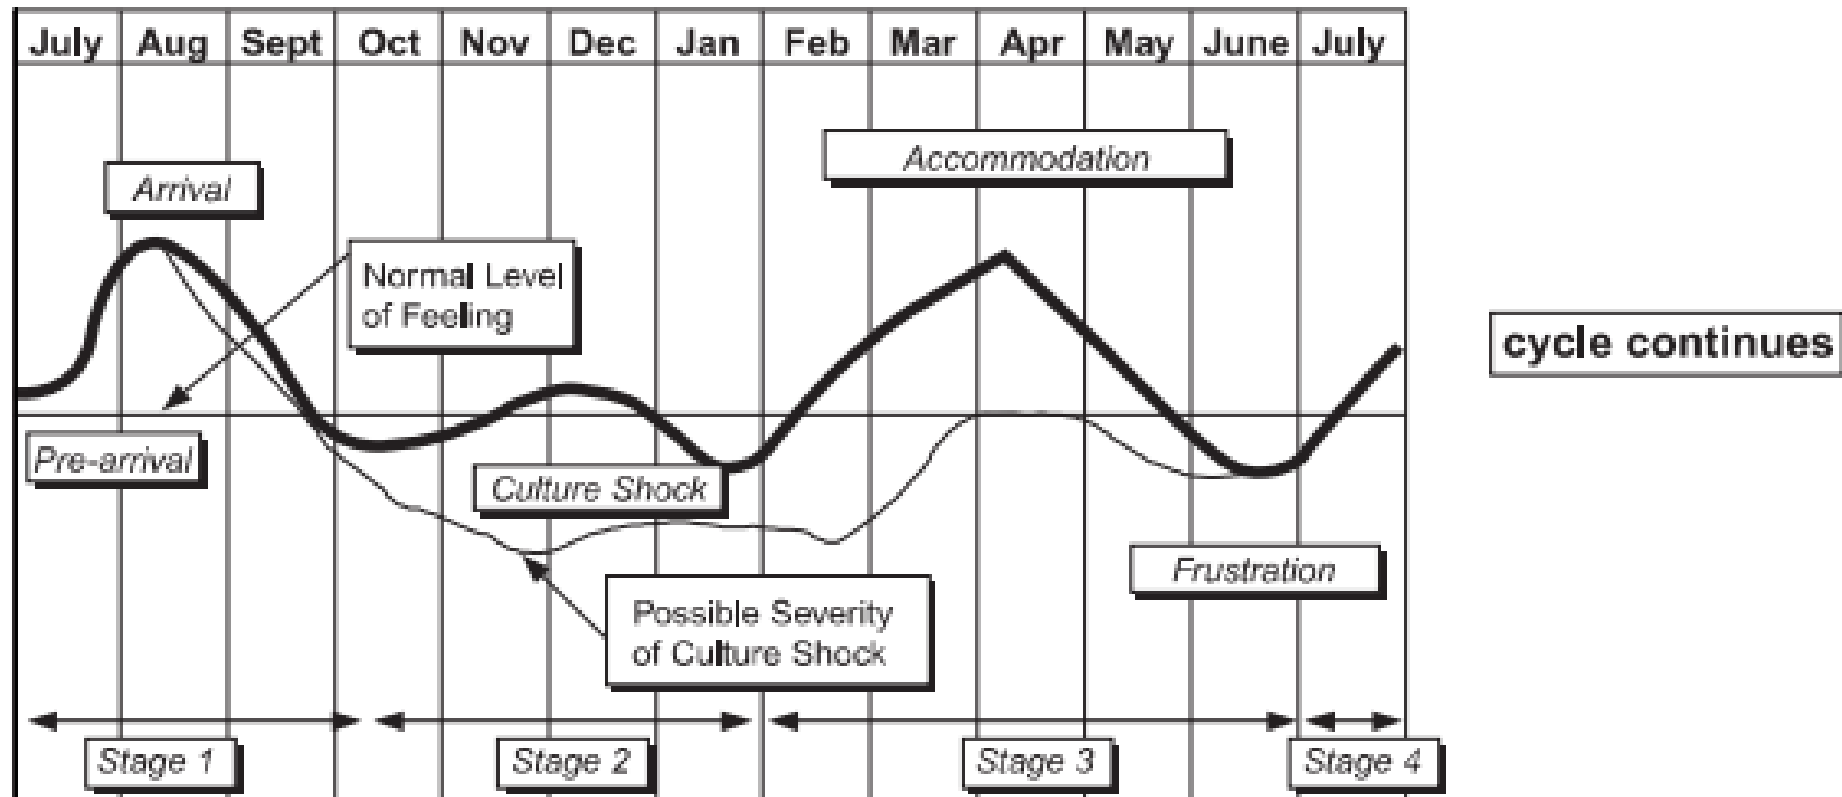 July Aug Sept Oct Nov Dec Jan Feb Mar Apr May June July
Accommodation
Arrival
Normal Level
of Feeling
cycle continues
Pre-arrival
Culture Shock
Frustration
Possible Severity
of Culture Shock
Stage 1 Stage 2 Stage 3 Stage 4